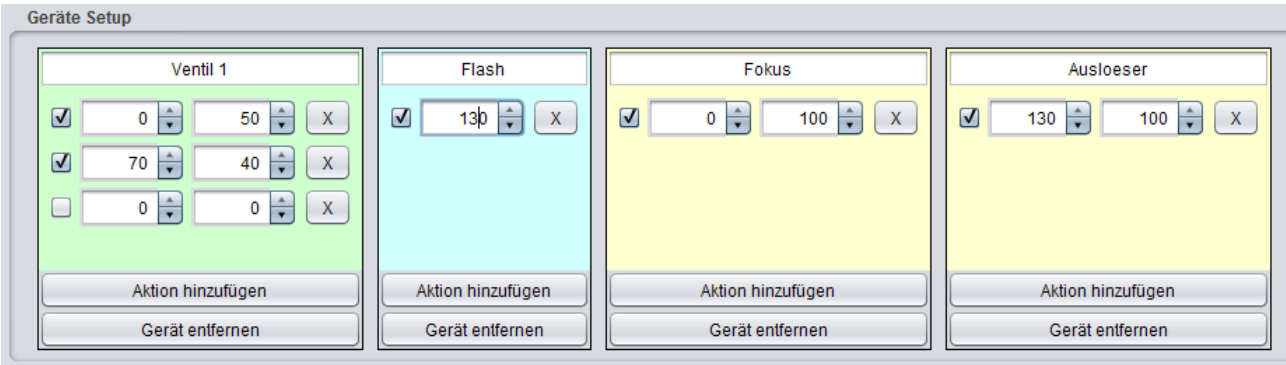 Geräte Setup
Ventil 1
0 50 X
70 40 X
0 0 X
Aktion hinzufügen
Gerät entfernen
Flash
130 X
Aktion hinzufügen
Gerät entfernen
Fokus
0 100 X
Aktion hinzufügen
Gerät entfernen
Ausloeser
130 100 X
Aktion hinzufügen
Gerät entfernen